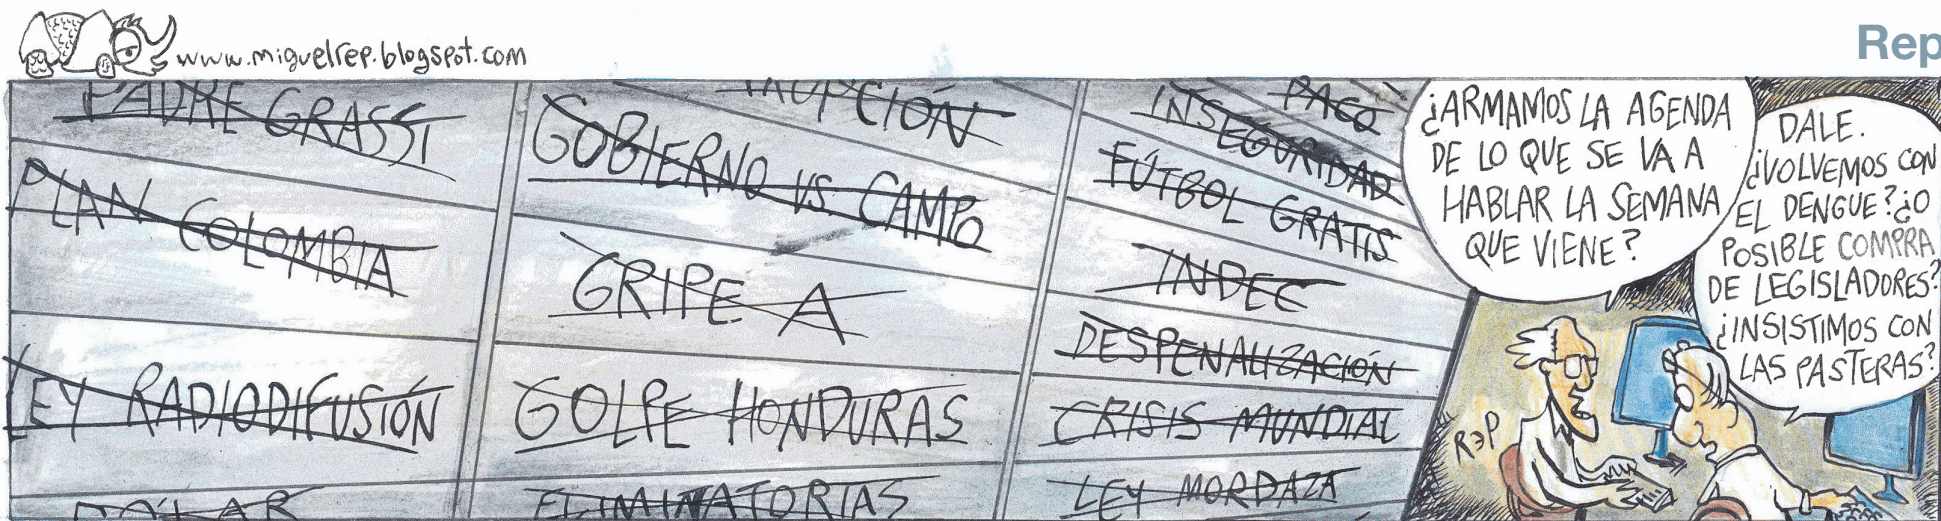 www.miguelrep.blogspot.com
Rep
PADRE GRASSI
PLAN COLOMBIA
LEY RADIODIFUSIÓN
DÓLAR
GOBIERNO VS. CAMPO
GRIPE A
GOLPE HONDURAS
ELIMINATORIAS
PACO
INSEGURIDAD
FÚTBOL GRATIS
INDEC
DESPENALIZACIÓN
CRISIS MUNDIAL
LEY MORDAZA
¿ARMAMOS LA AGENDA
DE LO QUE SE VA A
HABLAR LA SEMANA
QUE VIENE?
DALE.
¿VOLVEMOS CON
EL DENGUE? ¿O
POSIBLE COMPRA
DE LEGISLADORES?
¿INSISTIMOS CON
LAS PASTERAS?
REP